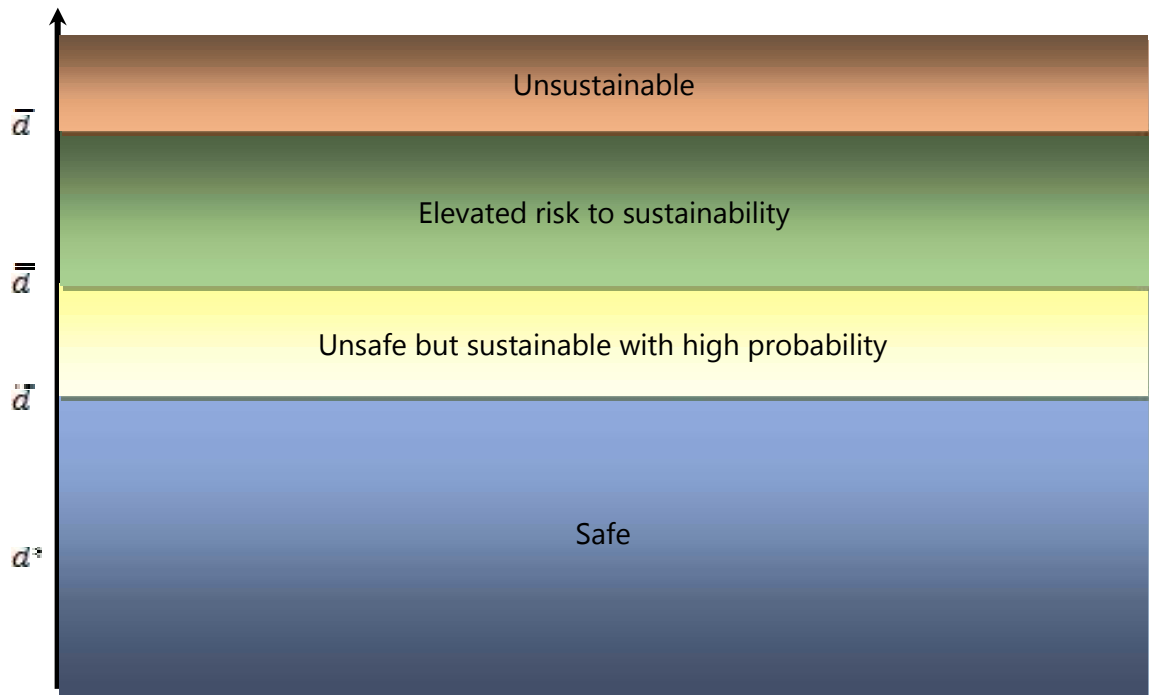 Unsustainable
d̄
Elevated risk to sustainability
d̿
Unsafe but sustainable with high probability
Safe
d*